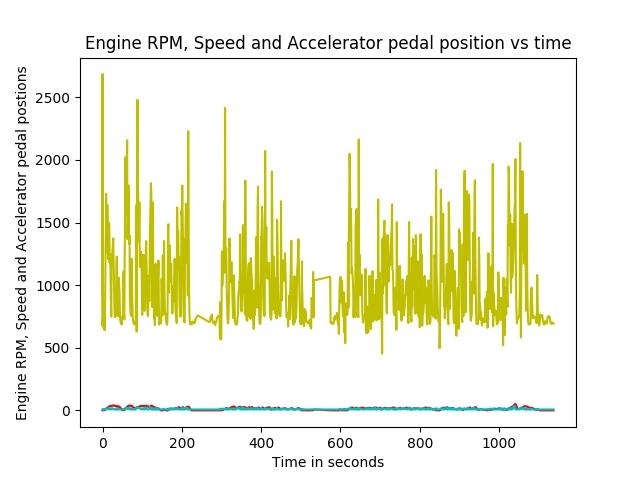 Engine RPM, Speed and Accelerator pedal position vs time
Engine RPM, Speed and Accelerator pedal postions
2500
2000
1500
1000
500
0
0 200 400 600 800 1000
Time in seconds